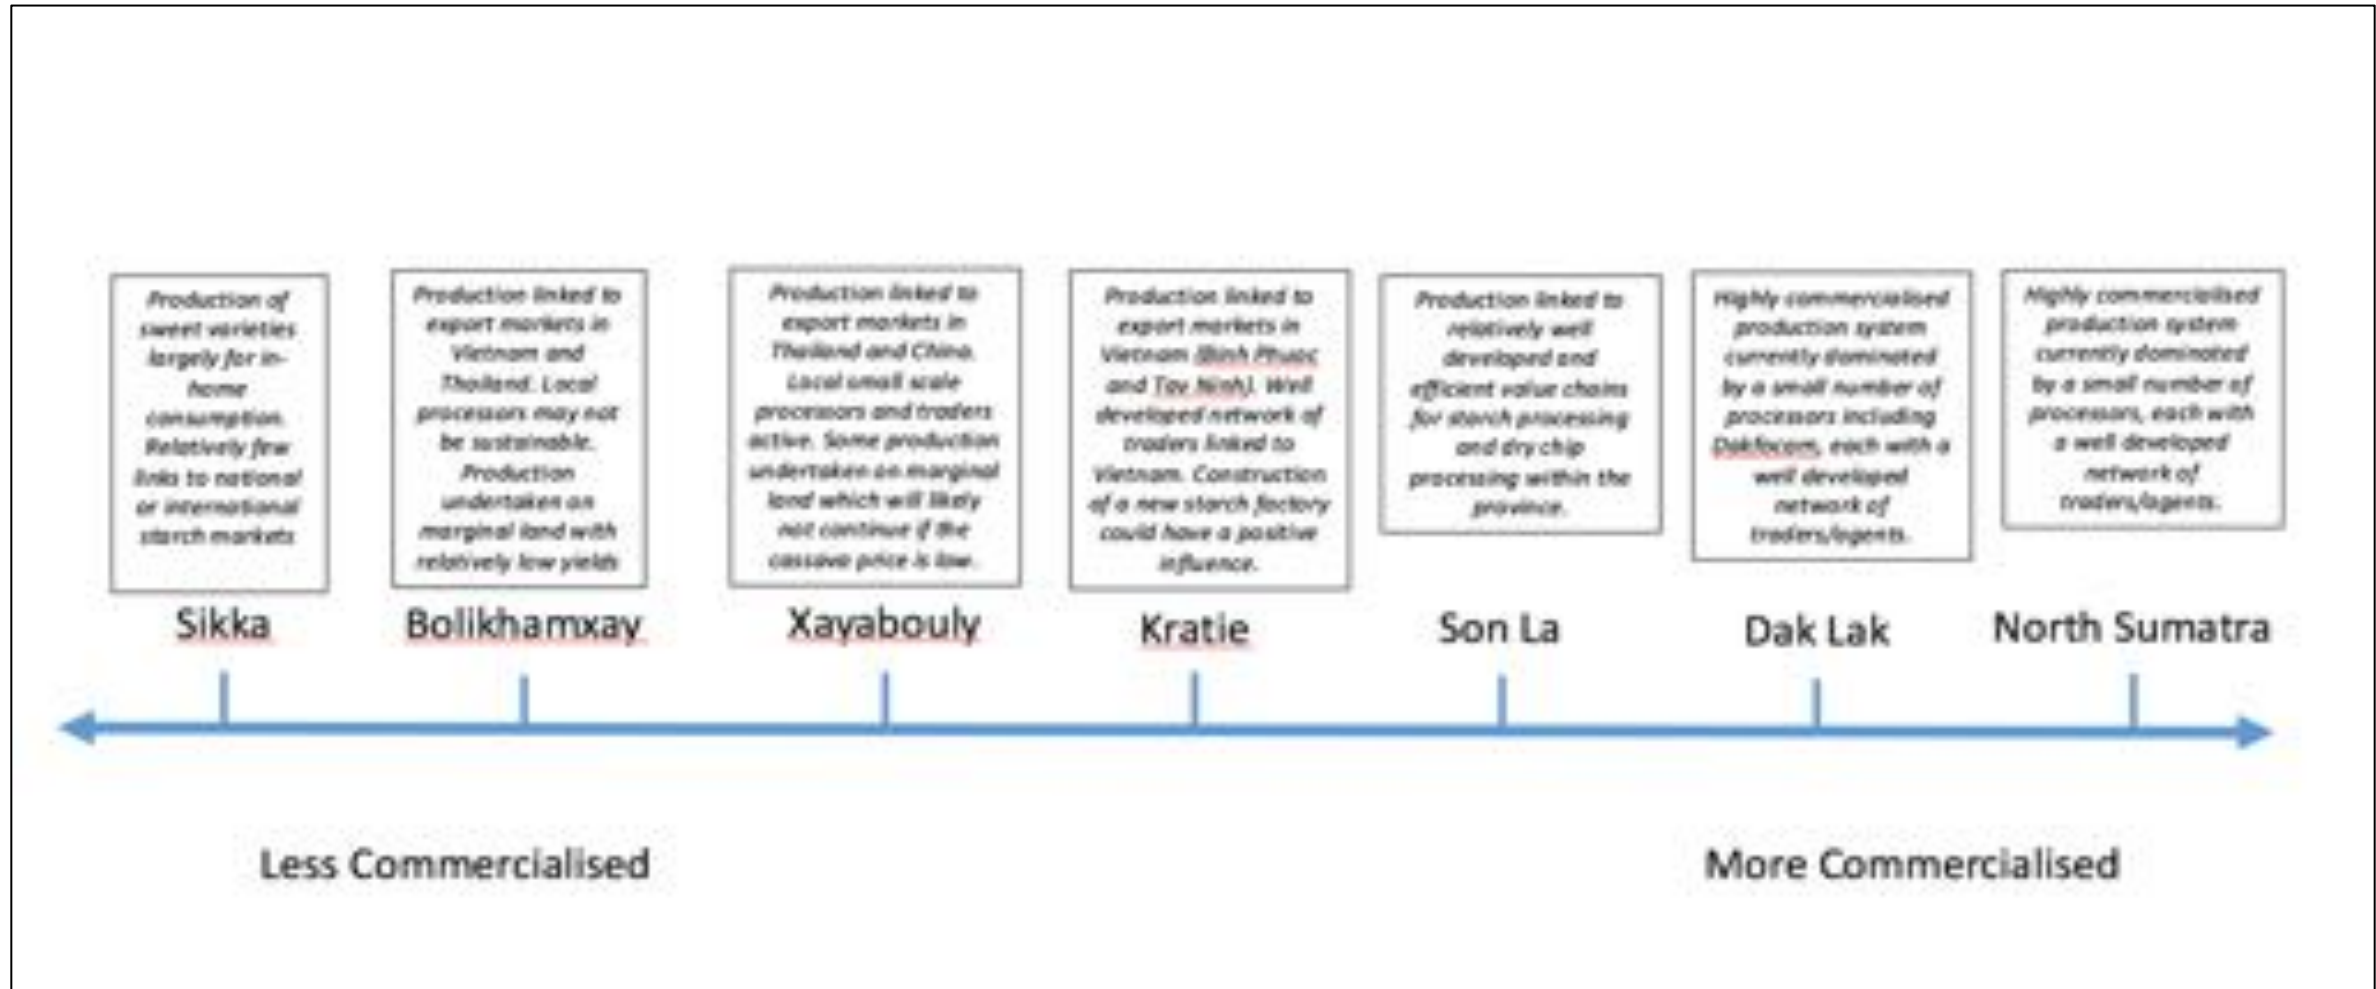 Production of
sweet varieties
largely for in-
home
consumption.
Relatively few
links to national
or international
starch markets
Production linked to
export markets in
Vietnam and
Thailand. Local
processors may not
be sustainable.
Production
undertaken on
marginal land with
relatively low yields
Production linked to
export markets in
Thailand and China.
Local small scale
processors and traders
active. Some production
undertaken on marginal
land which will likely
not continue if the
cassava price is low.
Production linked to
export markets in
Vietnam (Binh Phuoc
and Tay Ninh). Well
developed network of
traders linked to
Vietnam. Construction
of a new starch factory
could have a positive
influence.
Production linked to
relatively well
developed and
efficient value chains
for starch processing
and dry chip
processing within the
province.
Highly commercialised
production system
currently dominated
by a small number of
processors including
Dakfocam, each with a
well developed
network of
traders/agents.
Highly commercialised
production system
currently dominated
by a small number of
processors, each with
a well developed
network of
traders/agents.
Sikka
Bolikhamxay
Xayabouly
Kratie
Son La
Dak Lak
North Sumatra
Less Commercialised
More Commercialised